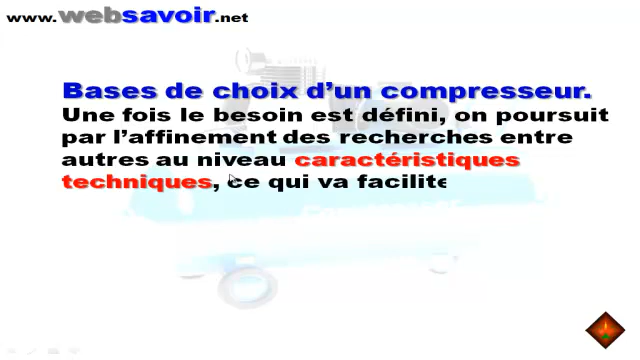 www.websavoir.net
Bases de choix d'un compresseur.
Une fois le besoin est défini, on poursuit
par l'affinement des recherches entre
autres au niveau caractéristiques
techniques, ce qui va facilite